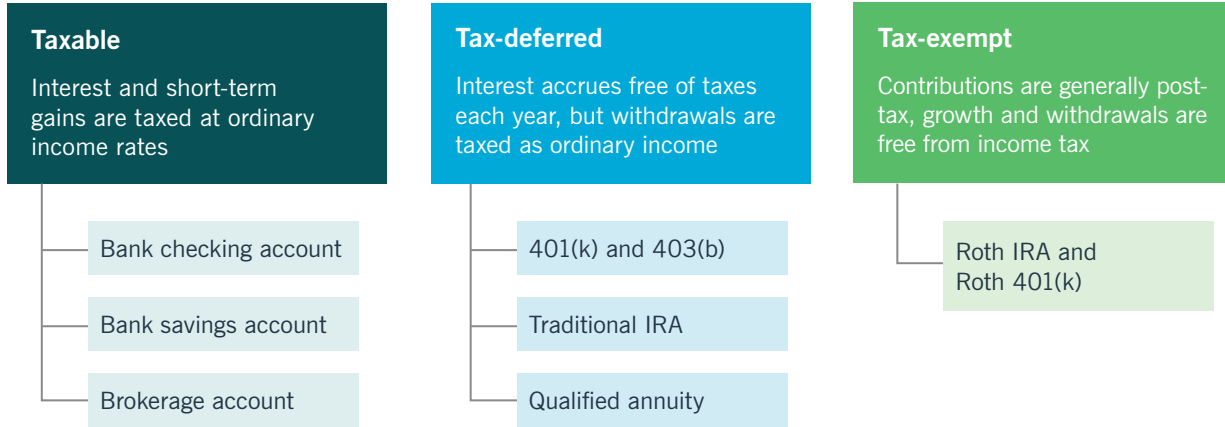 Taxable
Interest and short-term
gains are taxed at ordinary
income rates
Bank checking account
Bank savings account
Brokerage account
Tax-deferred
Interest accrues free of taxes
each year, but withdrawals are
taxed as ordinary income
401(k) and 403(b)
Traditional IRA
Qualified annuity
Tax-exempt
Contributions are generally post-
tax, growth and withdrawals are
free from income tax
Roth IRA and
Roth 401(k)